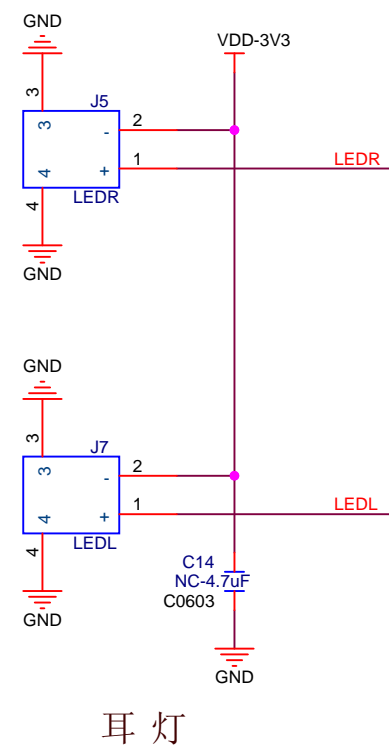 GND
VDD-3V3
3
J5
3
-
2
4
+
1
LEDR
LEDR
4
GND
GND
3
J7
3
-
2
4
+
1
LEDL
LEDL
4
C14
NC-4.7uF
C0603
GND
GND
耳灯